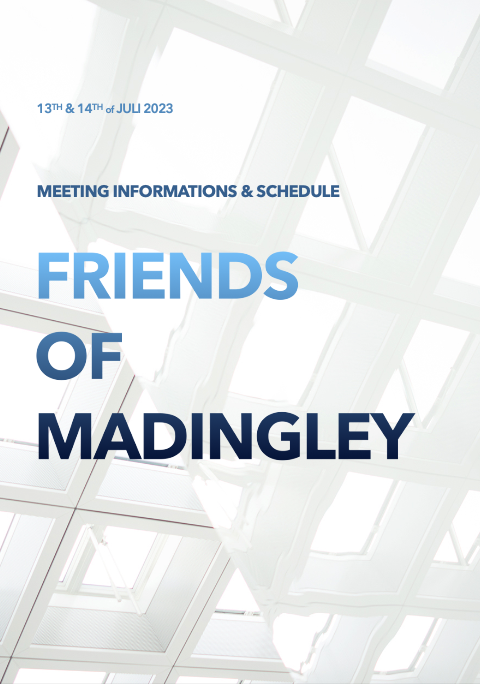 13TH & 14TH of JULI 2023
MEETING INFORMATIONS & SCHEDULE
FRIENDS
OF
MADINGLEY